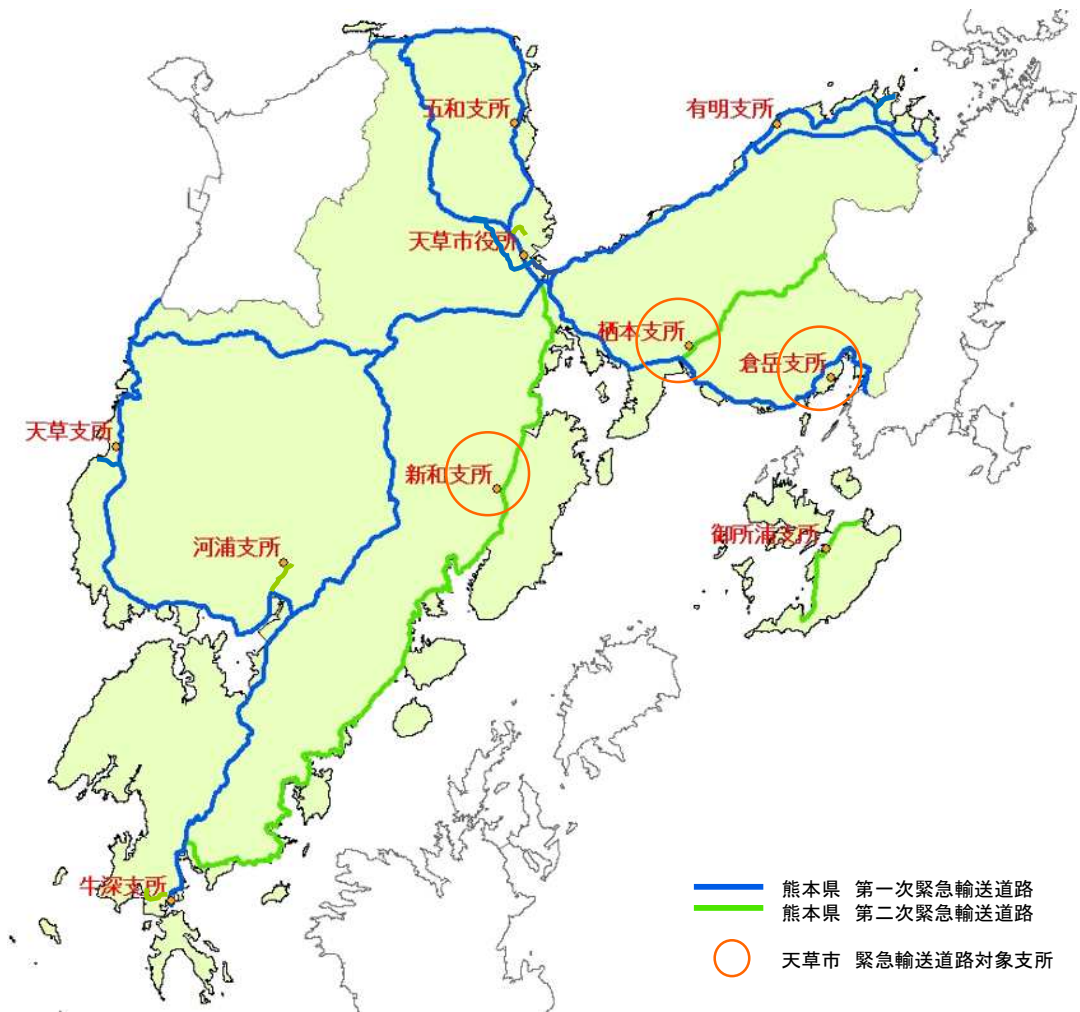 五和支所
有明支所
天草市役所
栖本支所
倉岳支所
天草支所
新和支所
河浦支所
御所浦支所
牛深支所
熊本県 第一次緊急輸送道路
熊本県 第二次緊急輸送道路
天草市 緊急輸送道路対象支所